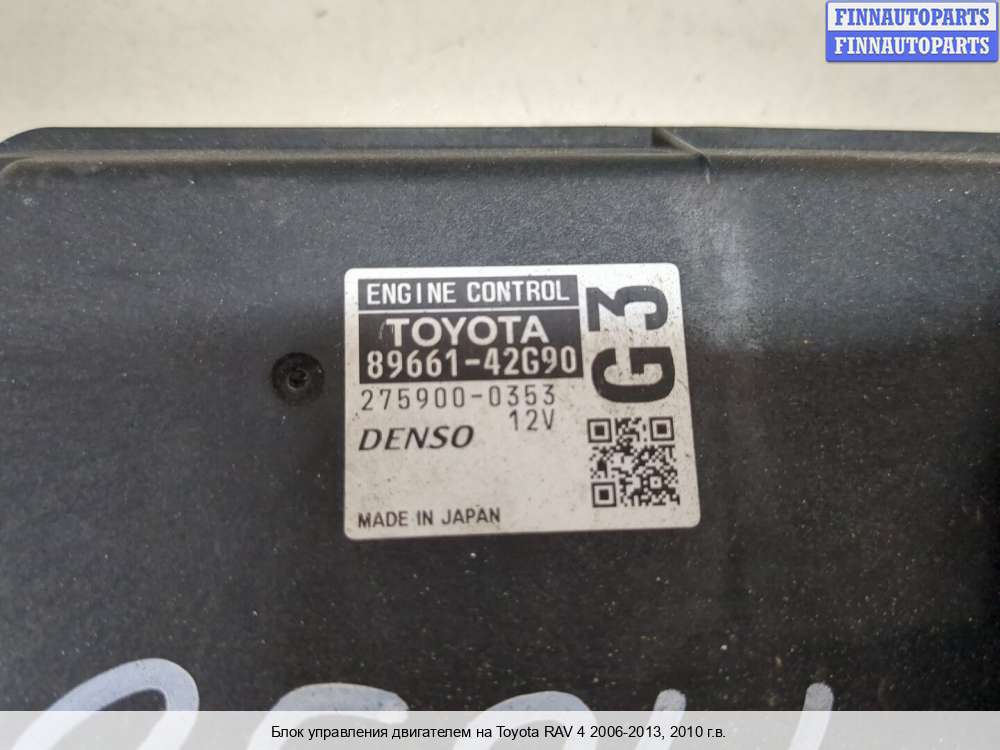 FINNAUTOPARTS
FINNAUTOPARTS
ENGINE CONTROL
TOYOTA
89661-42G90
G3
275900-0353
12V
DENSO
MADE IN JAPAN
Блок управления двигателем на Toyota RAV 4 2006-2013, 2010 г.в.